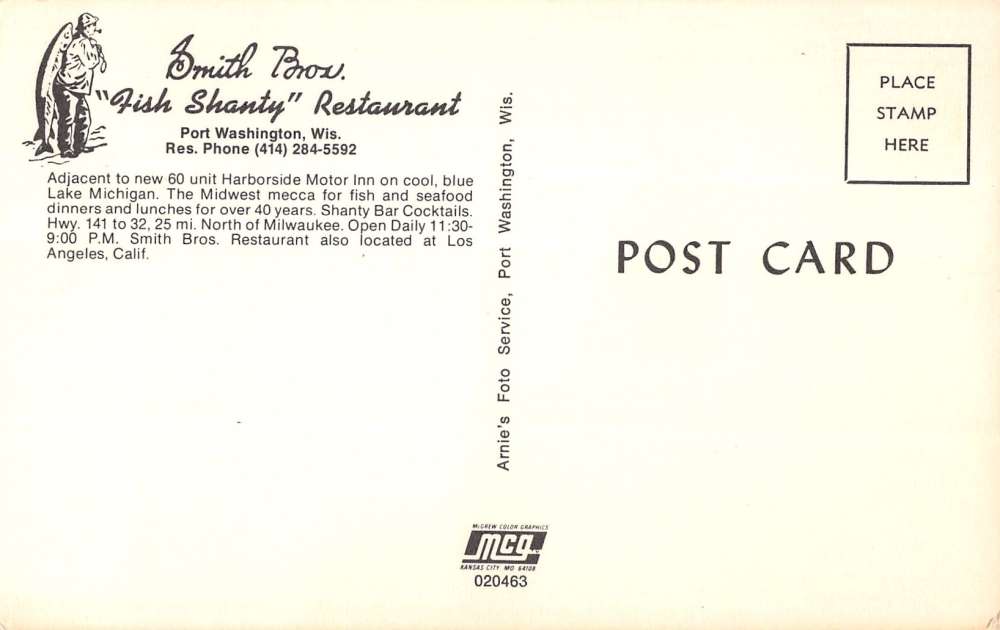 Smith Bros.
"Fish Shanty" Restaurant
Port Washington, Wis.
Res. Phone (414) 284-5592
Adjacent to new 60 unit Harborside Motor Inn on cool, blue
Lake Michigan. The Midwest mecca for fish and seafood
dinners and lunches for over 40 years. Shanty Bar Cocktails.
Hwy. 141 to 32, 25 mi. North of Milwaukee. Open Daily 11:30-
9:00 P.M. Smith Bros. Restaurant also located at Los
Angeles, Calif.
Arnie's Foto Service, Port Washington, Wis.
PLACE
STAMP
HERE
POST CARD
McGREW COLOR GRAPHICS
mcg
KANSAS CITY, MO 64108
020463